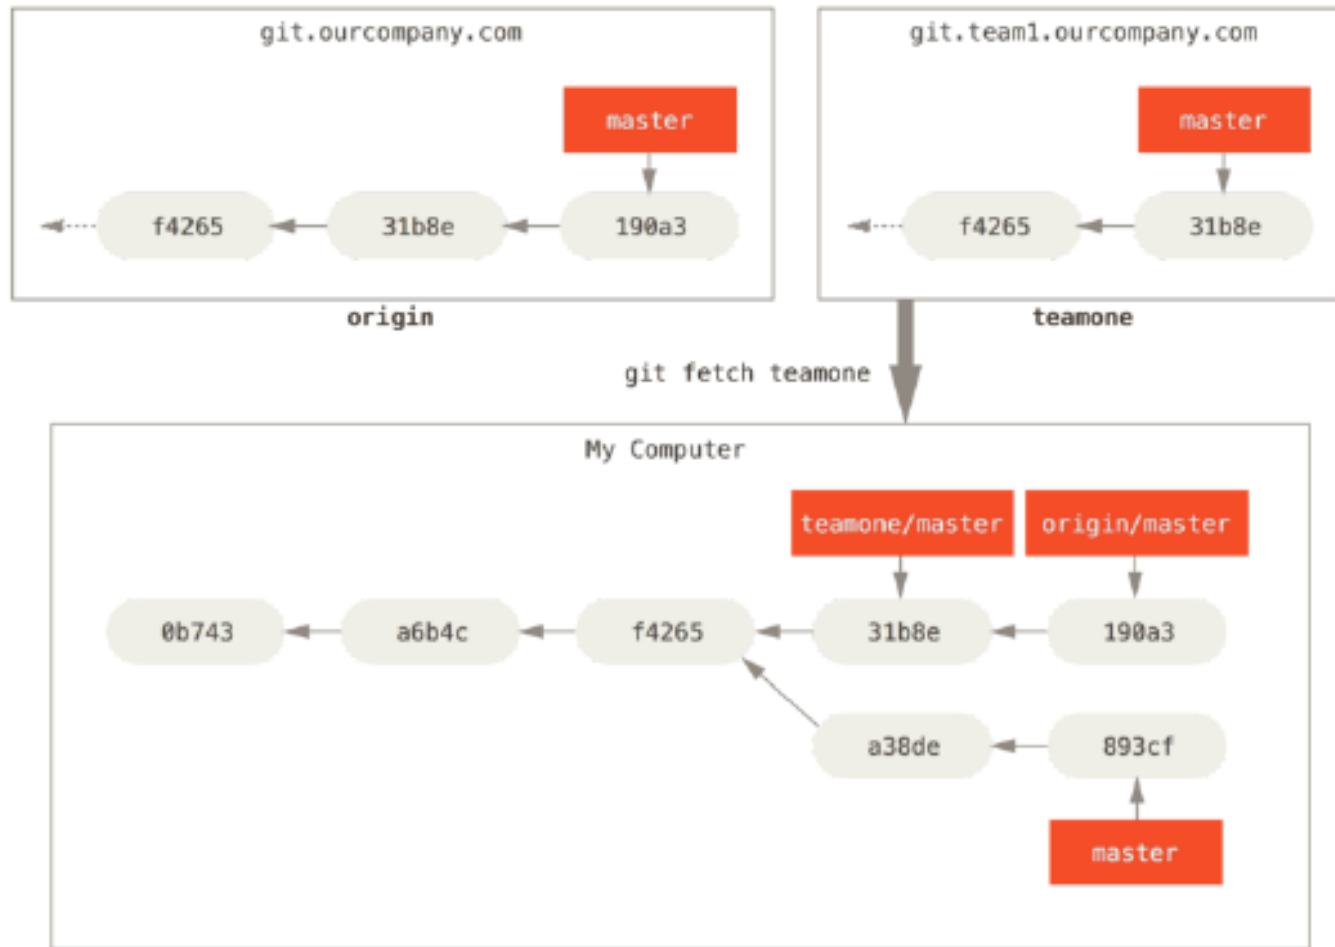 git.ourcompany.com
master
f4265 31b8e 190a3
origin
git.team1.ourcompany.com
master
f4265 31b8e
teamone
git fetch teamone
My Computer
teamone/master origin/master
0b743 a6b4c f4265 31b8e 190a3
a38de 893cf
master